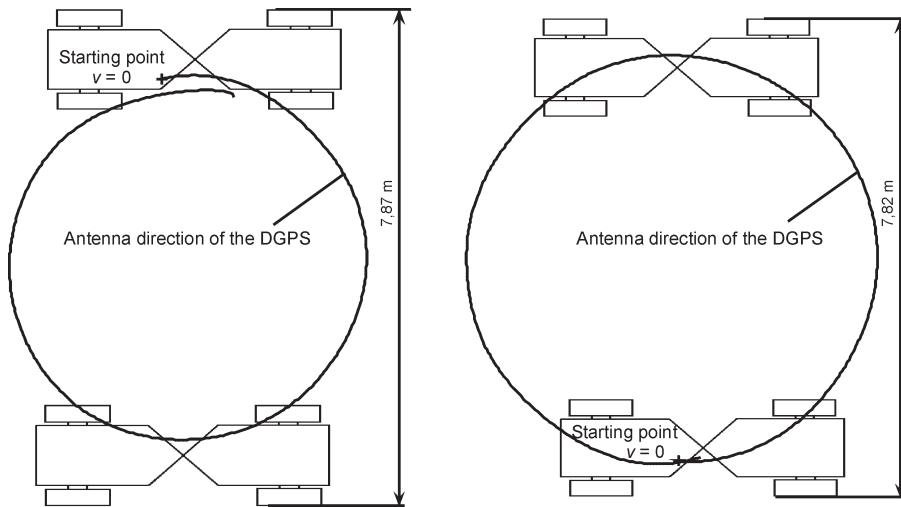 Starting point
v = 0
7,87 m
Antenna direction of the DGPS
7,82 m
Antenna direction of the DGPS
Starting point
v = 0